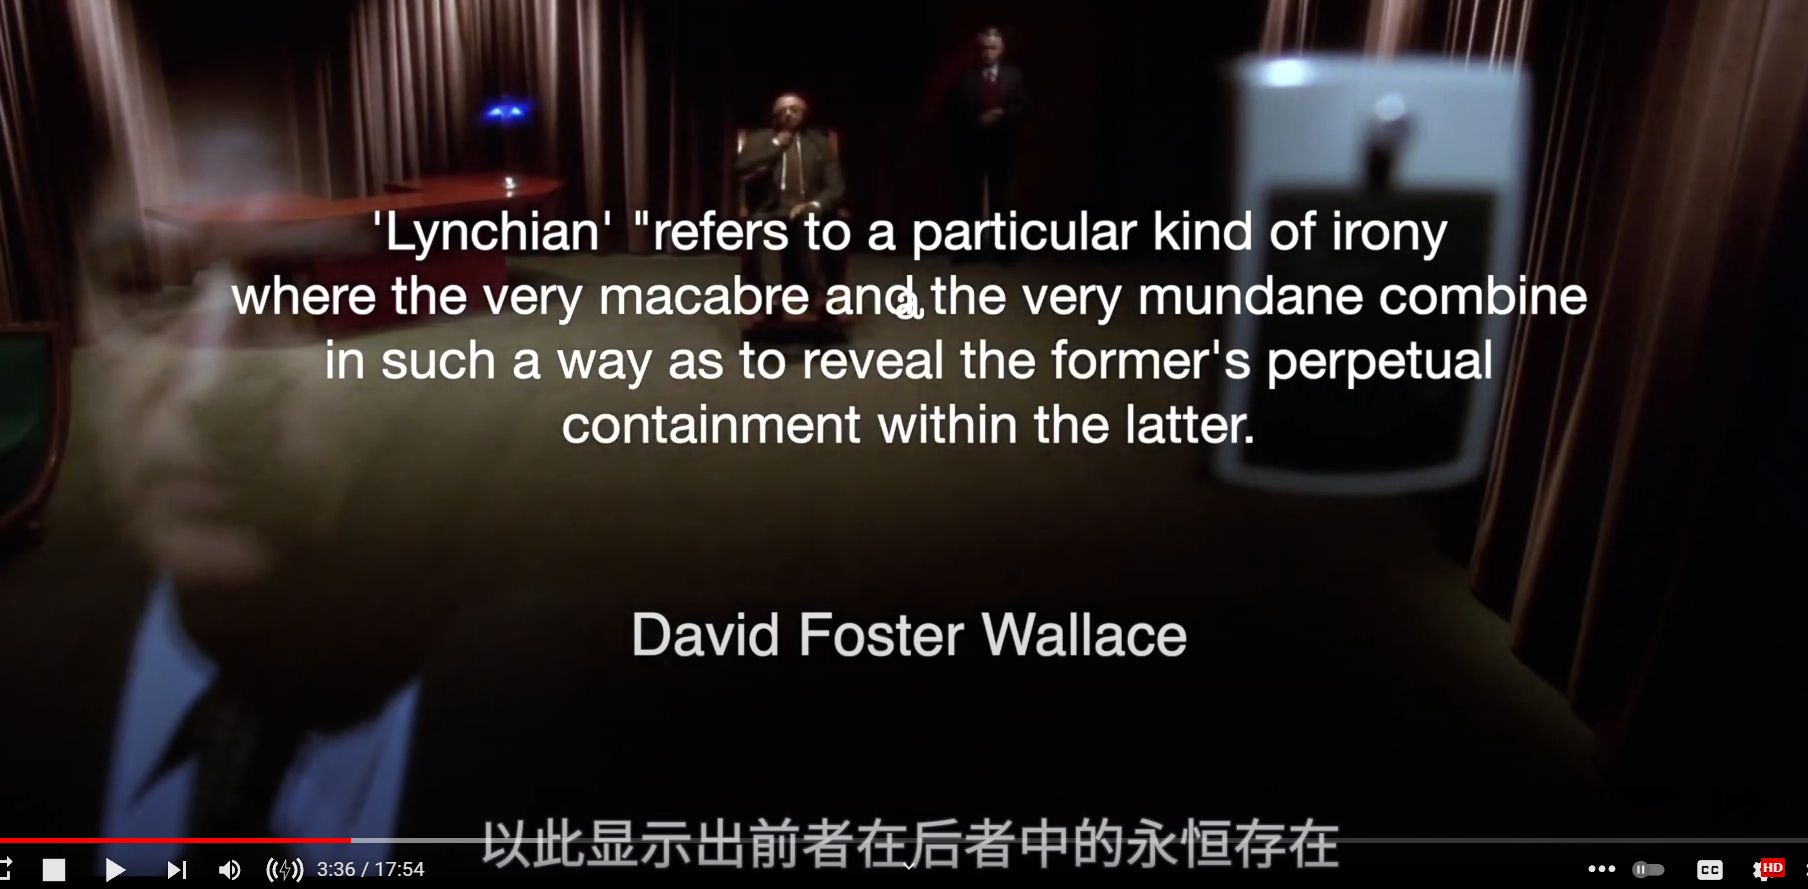 'Lynchian' "refers to a particular kind of irony
where the very macabre and the very mundane combine
in such a way as to reveal the former's perpetual
containment within the latter.
a
David Foster Wallace
以此显示出前者在后者中的永恒存在
3:36 / 17:54
CC
HD